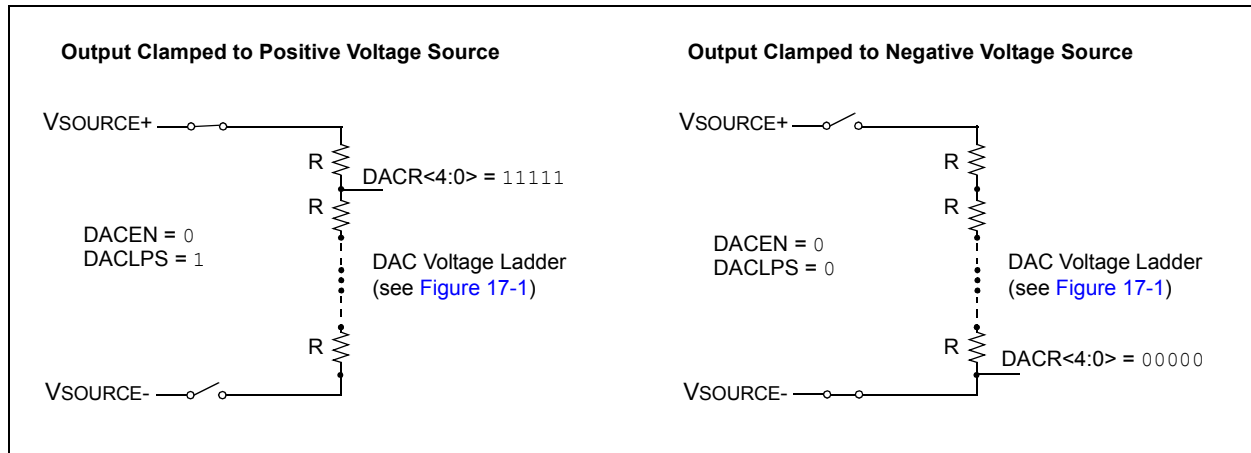 Output Clamped to Positive Voltage Source
VSOURCE+
R
DACR<4:0> = 11111
R
DACEN = 0
DACLPS = 1
DAC Voltage Ladder
(see Figure 17-1)
R
VSOURCE-
Output Clamped to Negative Voltage Source
VSOURCE+
R
R
DACEN = 0
DACLPS = 0
DAC Voltage Ladder
(see Figure 17-1)
R
DACR<4:0> = 00000
VSOURCE-